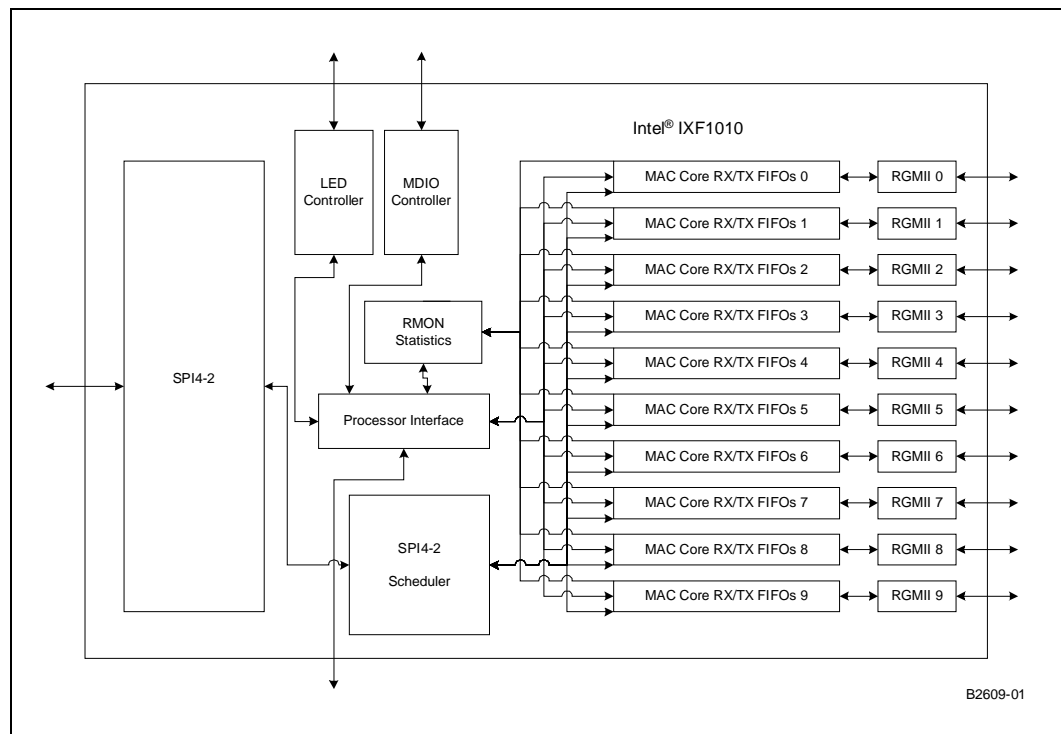 Intel® IXF1010
LED
Controller
MDIO
Controller
MAC Core RX/TX FIFOs 0
RGMII 0
MAC Core RX/TX FIFOs 1
RGMII 1
MAC Core RX/TX FIFOs 2
RGMII 2
RMON
Statistics
MAC Core RX/TX FIFOs 3
RGMII 3
MAC Core RX/TX FIFOs 4
RGMII 4
SPI4-2
Processor Interface
MAC Core RX/TX FIFOs 5
RGMII 5
MAC Core RX/TX FIFOs 6
RGMII 6
MAC Core RX/TX FIFOs 7
RGMII 7
SPI4-2
Scheduler
MAC Core RX/TX FIFOs 8
RGMII 8
MAC Core RX/TX FIFOs 9
RGMII 9
B2609-01